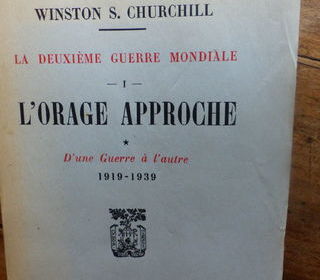 WINSTON S. CHURCHILL
LA DEUXIÈME GUERRE MONDIALE
— I —
L'ORAGE APPROCHE
*
D'une Guerre à l'autre
1919-1939